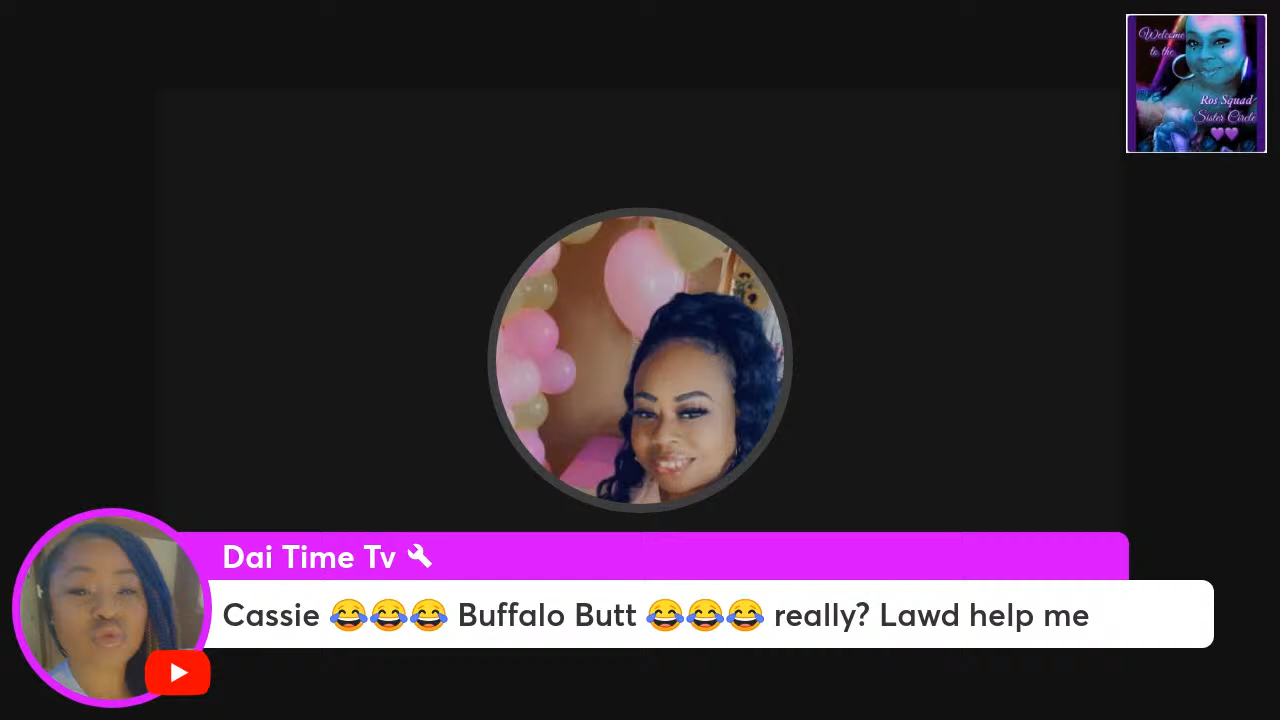 Welcome
to the
Ros Squad
Sister Circle
Dai Time Tv
Cassie 😂😂😂 Buffalo Butt 😂😂😂 really? Lawd help me